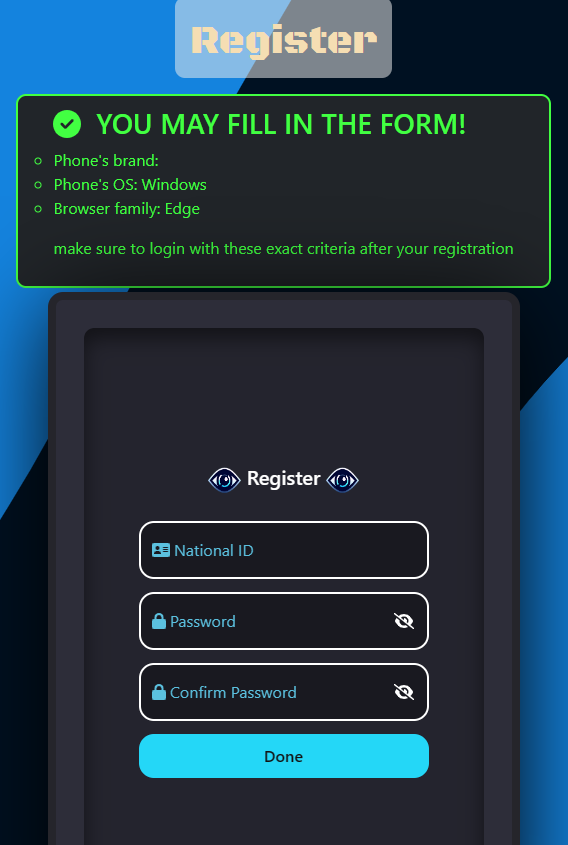 Register
YOU MAY FILL IN THE FORM!
Phone's brand:
Phone's OS: Windows
Browser family: Edge
make sure to login with these exact criteria after your registration
Register
National ID
Password
Confirm Password
Done